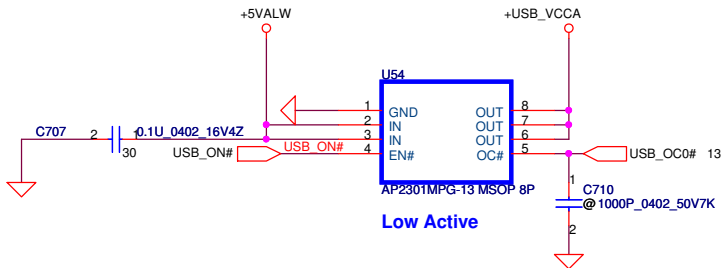 +5VALW
+USB_VCCA
U54
1 GND OUT 8
2 IN OUT 7
C707 2 1 0.1U_0402_16V4Z 3 IN OUT 6
30 USB_ON# USB_ON# 4 EN# OC# 5 USB_OC0# 13
AP2301MPG-13 MSOP 8P
1 C710
@ 1000P_0402_50V7K
Low Active
2